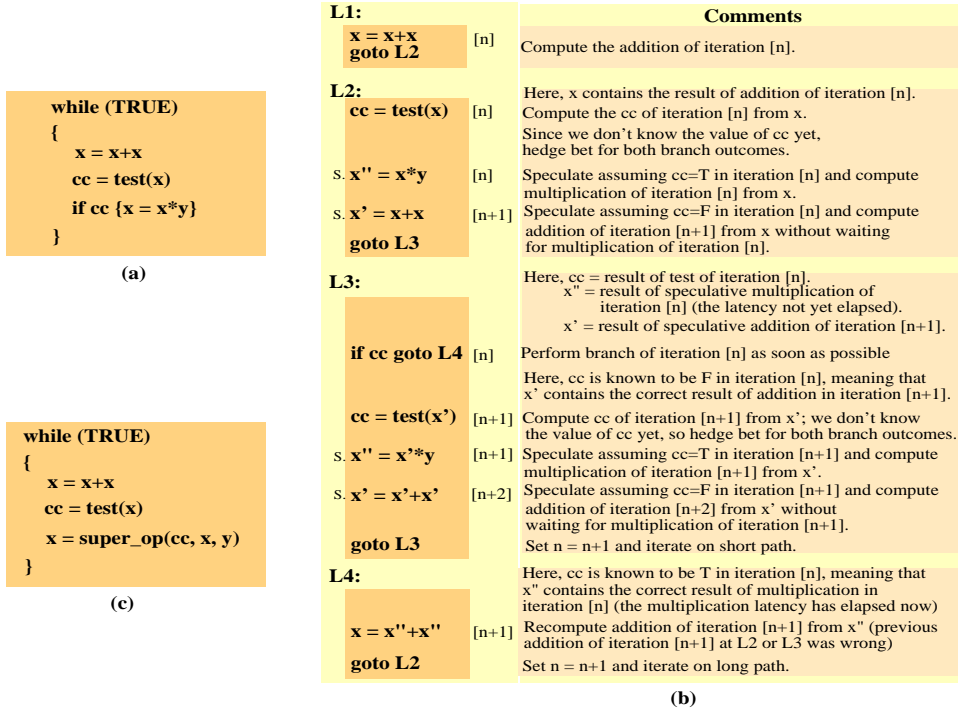 while (TRUE)
{
x = x+x
cc = test(x)
if cc {x = x*y}
}
(a)
while (TRUE)
{
x = x+x
cc = test(x)
x = super_op(cc, x, y)
}
(c)
L1:
Comments
x = x+x [n]
goto L2
Compute the addition of iteration [n].
L2:
Here, x contains the result of addition of iteration [n].
cc = test(x) [n] Compute the cc of iteration [n] from x.
Since we don't know the value of cc yet,
hedge bet for both branch outcomes.
s. x'' = x*y [n] Speculate assuming cc=T in iteration [n] and compute
multiplication of iteration [n] from x.
s. x' = x+x [n+1] Speculate assuming cc=F in iteration [n] and compute
addition of iteration [n+1] from x without waiting
goto L3 for multiplication of iteration [n].
L3:
Here, cc = result of test of iteration [n].
x" = result of speculative multiplication of
iteration [n] (the latency not yet elapsed).
x' = result of speculative addition of iteration [n+1].
if cc goto L4 [n] Perform branch of iteration [n] as soon as possible
Here, cc is known to be F in iteration [n], meaning that
x' contains the correct result of addition in iteration [n+1].
cc = test(x') [n+1] Compute cc of iteration [n+1] from x'; we don't know
the value of cc yet, so hedge bet for both branch outcomes.
s. x'' = x'*y [n+1] Speculate assuming cc=T in iteration [n+1] and compute
multiplication of iteration [n+1] from x'.
s. x' = x'+x' [n+2] Speculate assuming cc=F in iteration [n+1] and compute
addition of iteration [n+2] from x' without
waiting for multiplication of iteration [n+1].
goto L3 Set n = n+1 and iterate on short path.
L4:
Here, cc is known to be T in iteration [n], meaning that
x" contains the correct result of multiplication in
iteration [n] (the multiplication latency has elapsed now)
x = x''+x'' [n+1] Recompute addition of iteration [n+1] from x" (previous
addition of iteration [n+1] at L2 or L3 was wrong)
goto L2 Set n = n+1 and iterate on long path.
(b)